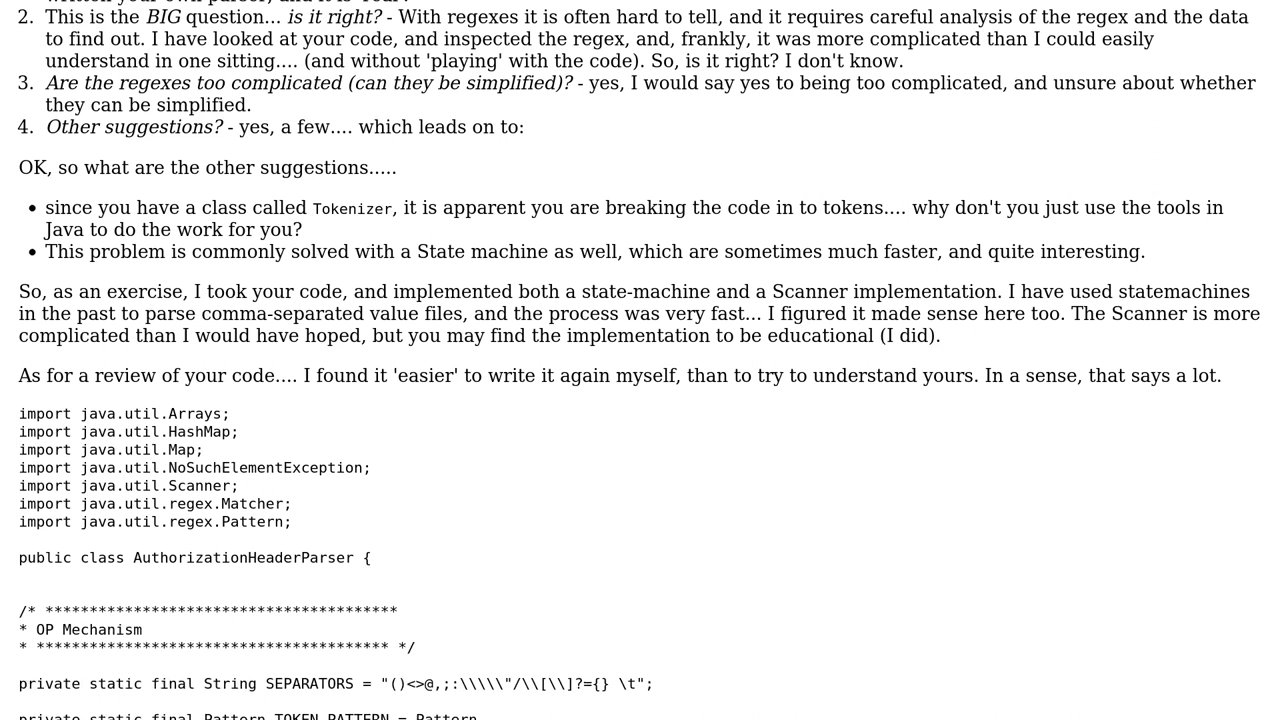 2. This is the BIG question... is it right? - With regexes it is often hard to tell, and it requires careful analysis of the regex and the data
to find out. I have looked at your code, and inspected the regex, and, frankly, it was more complicated than I could easily
understand in one sitting.... (and without 'playing' with the code). So, is it right? I don't know.
3. Are the regexes too complicated (can they be simplified)? - yes, I would say yes to being too complicated, and unsure about whether
they can be simplified.
4. Other suggestions? - yes, a few.... which leads on to:
OK, so what are the other suggestions.....
• since you have a class called Tokenizer, it is apparent you are breaking the code in to tokens.... why don't you just use the tools in
Java to do the work for you?
• This problem is commonly solved with a State machine as well, which are sometimes much faster, and quite interesting.
So, as an exercise, I took your code, and implemented both a state-machine and a Scanner implementation. I have used statemachines
in the past to parse comma-separated value files, and the process was very fast... I figured it made sense here too. The Scanner is more
complicated than I would have hoped, but you may find the implementation to be educational (I did).
As for a review of your code.... I found it 'easier' to write it again myself, than to try to understand yours. In a sense, that says a lot.
import java.util.Arrays;
import java.util.HashMap;
import java.util.Map;
import java.util.NoSuchElementException;
import java.util.Scanner;
import java.util.regex.Matcher;
import java.util.regex.Pattern;
public class AuthorizationHeaderParser {
/* ****************************************
* OP Mechanism
* **************************************** */
private static final String SEPARATORS = "()<>@,;:\\\\\"/\\[\\]?={} \t";
private static final Pattern TOKEN_PATTERN = Pattern